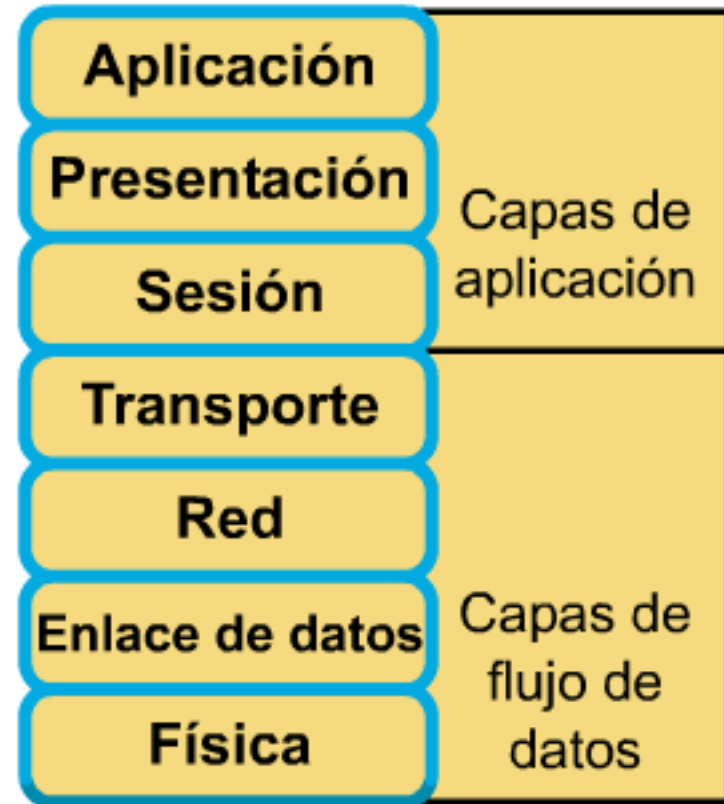 Aplicación
Presentación
Sesión
Capas de
aplicación
Transporte
Red
Enlace de datos
Física
Capas de
flujo de
datos